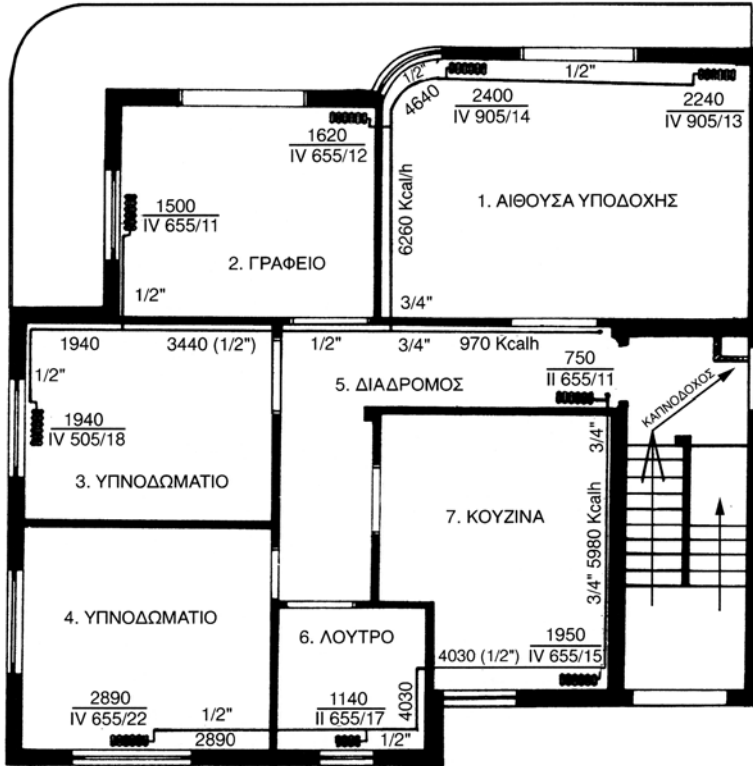 1/2"
4640
2400
IV 905/14
1/2"
2240
IV 905/13
1620
IV 655/12
1500
IV 655/11
6260 Kcal/h
1. ΑΙΘΟΥΣΑ ΥΠΟΔΟΧΗΣ
2. ΓΡΑΦΕΙΟ
1/2"
3/4"
1940
3440 (1/2")
1/2"
3/4"
970 Kcalh
1/2"
5. ΔΙΑΔΡΟΜΟΣ
750
II 655/11
ΚΑΠΝΟΔΟΧΟΣ
1940
IV 505/18
3. ΥΠΝΟΔΩΜΑΤΙΟ
3/4"
7. ΚΟΥΖΙΝΑ
3/4" 5980 Kcalh
4. ΥΠΝΟΔΩΜΑΤΙΟ
6. ΛΟΥΤΡΟ
4030 (1/2")
1950
IV 655/15
2890
IV 655/22
1/2"
2890
1140
II 655/17
4030
1/2"